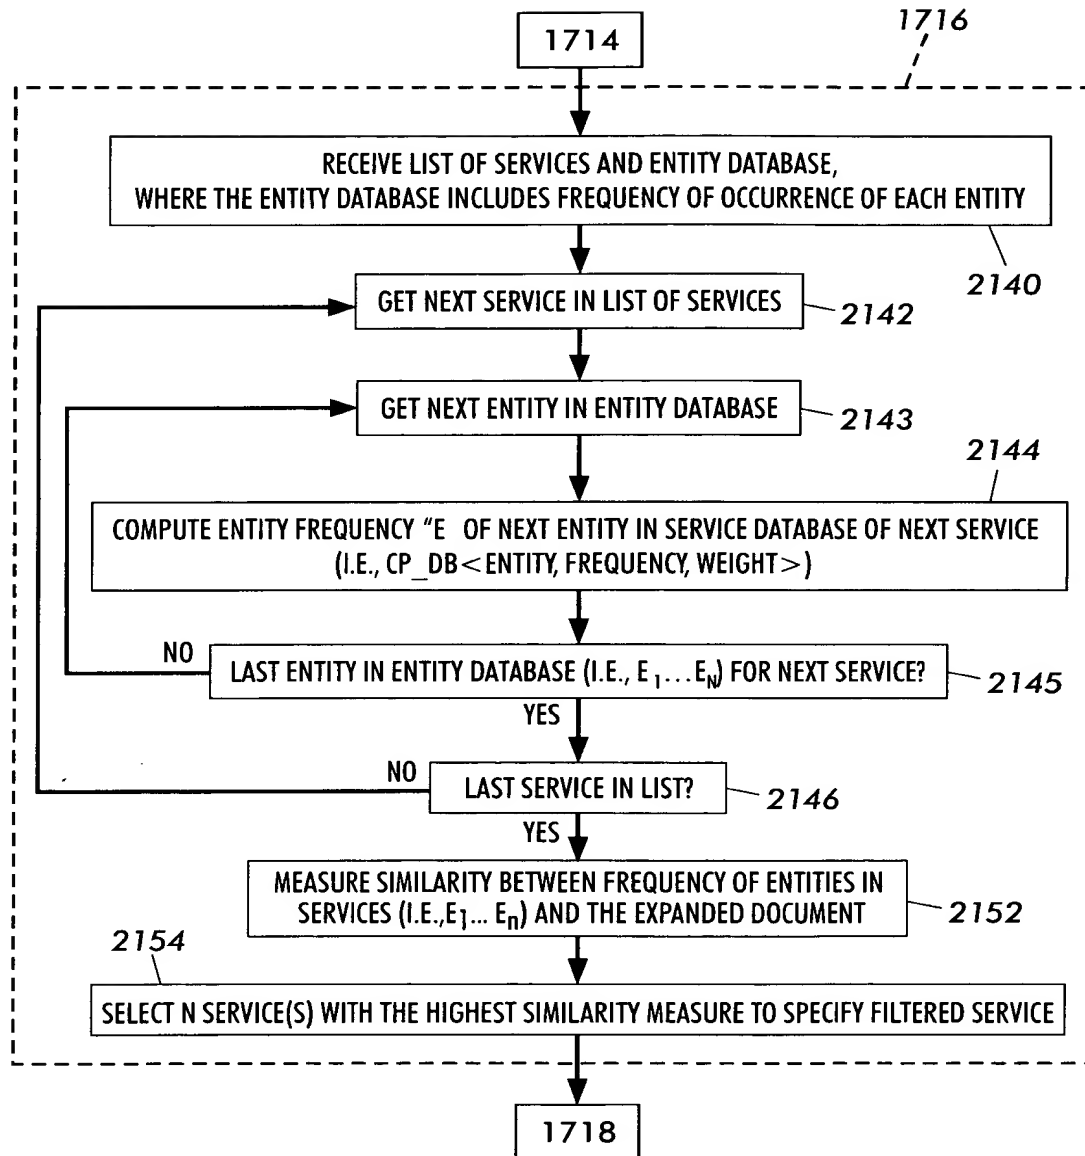 1716
1714
RECEIVE LIST OF SERVICES AND ENTITY DATABASE,
WHERE THE ENTITY DATABASE INCLUDES FREQUENCY OF OCCURRENCE OF EACH ENTITY
2140
GET NEXT SERVICE IN LIST OF SERVICES
2142
GET NEXT ENTITY IN ENTITY DATABASE
2143
2144
COMPUTE ENTITY FREQUENCY "E OF NEXT ENTITY IN SERVICE DATABASE OF NEXT SERVICE
(I.E., CP_DB<ENTITY, FREQUENCY, WEIGHT>)
NO
LAST ENTITY IN ENTITY DATABASE (I.E., E1...EN) FOR NEXT SERVICE?
2145
YES
NO
LAST SERVICE IN LIST?
2146
YES
MEASURE SIMILARITY BETWEEN FREQUENCY OF ENTITIES IN
SERVICES (I.E.,E1... En) AND THE EXPANDED DOCUMENT
2152
2154
SELECT N SERVICE(S) WITH THE HIGHEST SIMILARITY MEASURE TO SPECIFY FILTERED SERVICE
1718